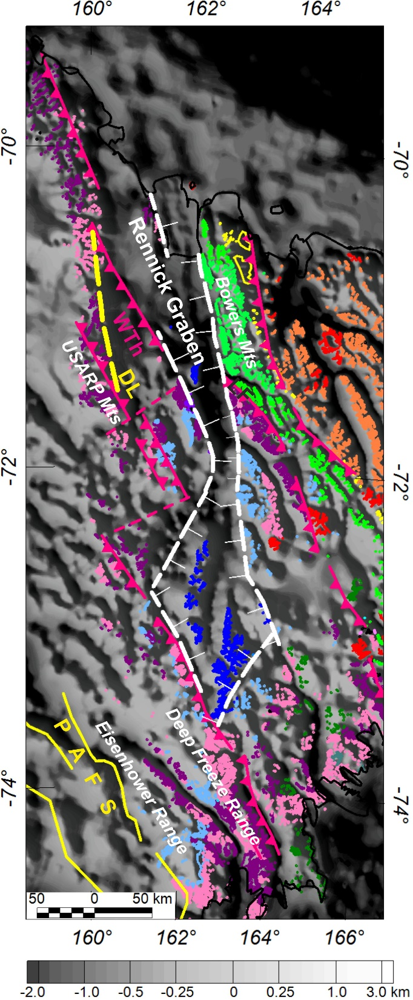 160° 162° 164°
-70°
-70°
Rennick Graben
Bowers Mts
WTh
DL
USARP Mts
LF
-72°
-72°
Deep Freeze Range
Eisenhower Range
PAFS
-74°
-74°
50 0 50 km
160° 162° 164° 166°
-2.0 -1.0 -0.5 -0.25 0 0.25 1.0 3.0 km